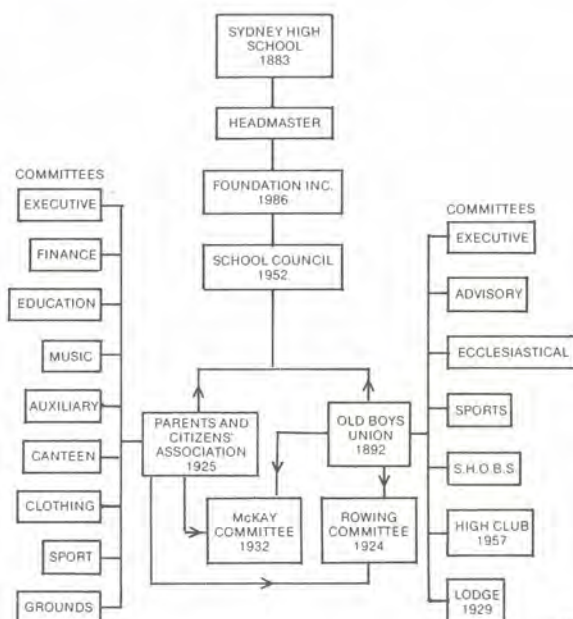 SYDNEY HIGH
SCHOOL
1883
HEADMASTER
FOUNDATION INC.
1986
SCHOOL COUNCIL
1952
COMMITTEES
EXECUTIVE
FINANCE
EDUCATION
MUSIC
AUXILIARY
CANTEEN
CLOTHING
SPORT
GROUNDS
PARENTS AND
CITIZENS'
ASSOCIATION
1925
OLD BOYS
UNION
1892
McKAY
COMMITTEE
1932
ROWING
COMMITTEE
1924
COMMITTEES
EXECUTIVE
ADVISORY
ECCLESIASTICAL
SPORTS
S.H.O.B.S.
HIGH CLUB
1957
LODGE
1929